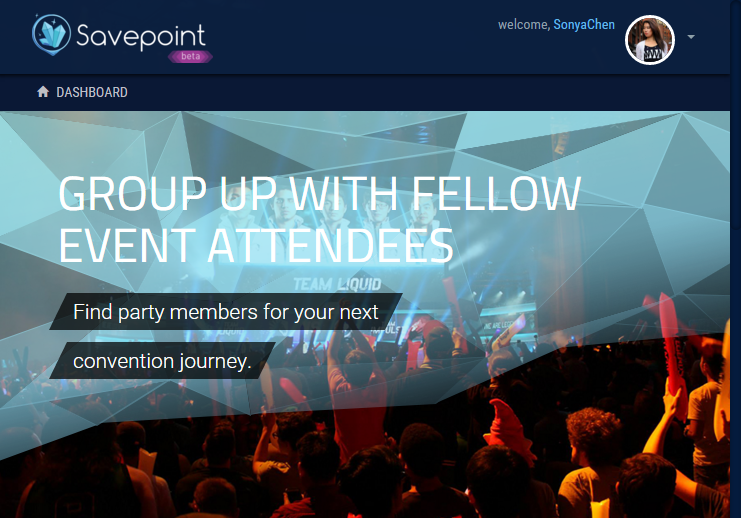 Savepoint
beta
welcome, SonyaChen
DASHBOARD
GROUP UP WITH FELLOW
EVENT ATTENDEES
TEAM LIQUID
Find party members for your next
convention journey.